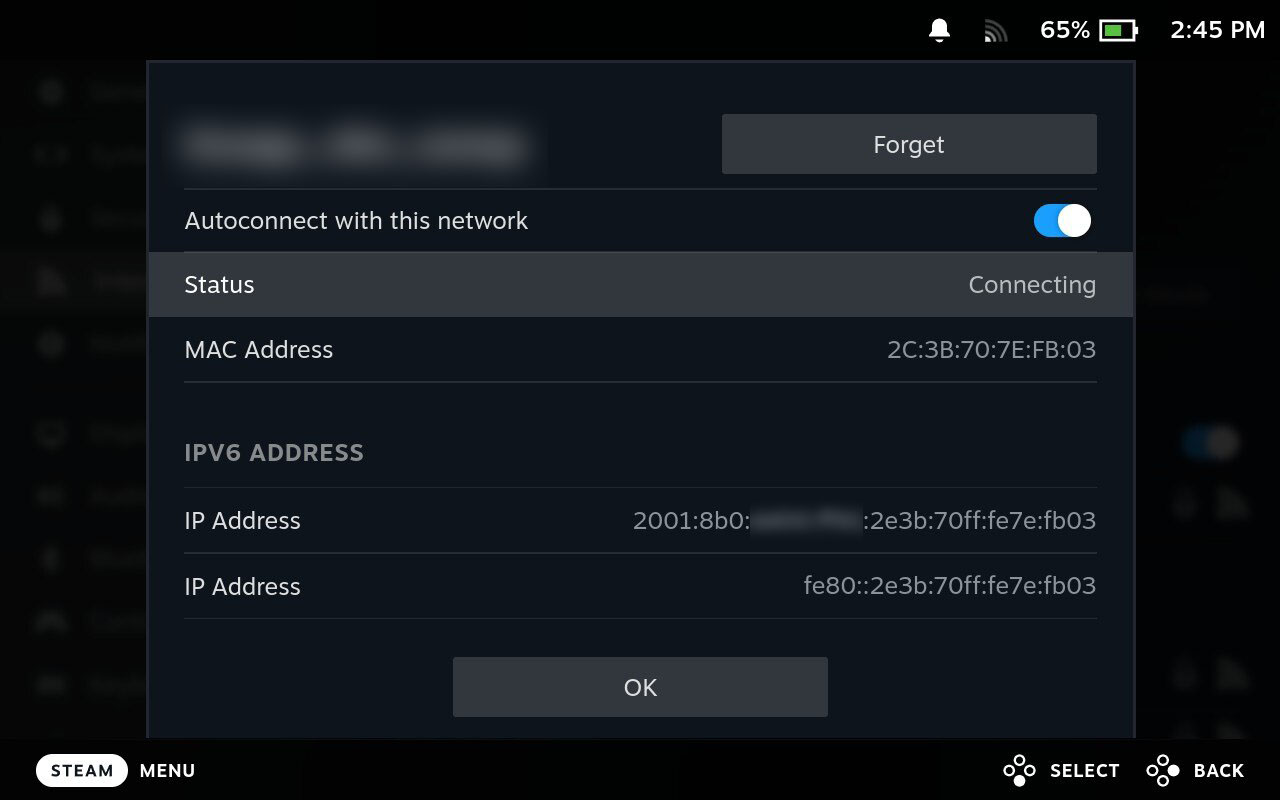 65% 2:45 PM
Forget
Autoconnect with this network
Status Connecting
MAC Address 2C:3B:70:7E:FB:03
IPV6 ADDRESS
IP Address 2001:8b0: :2e3b:70ff:fe7e:fb03
IP Address fe80::2e3b:70ff:fe7e:fb03
OK
STEAM MENU SELECT BACK